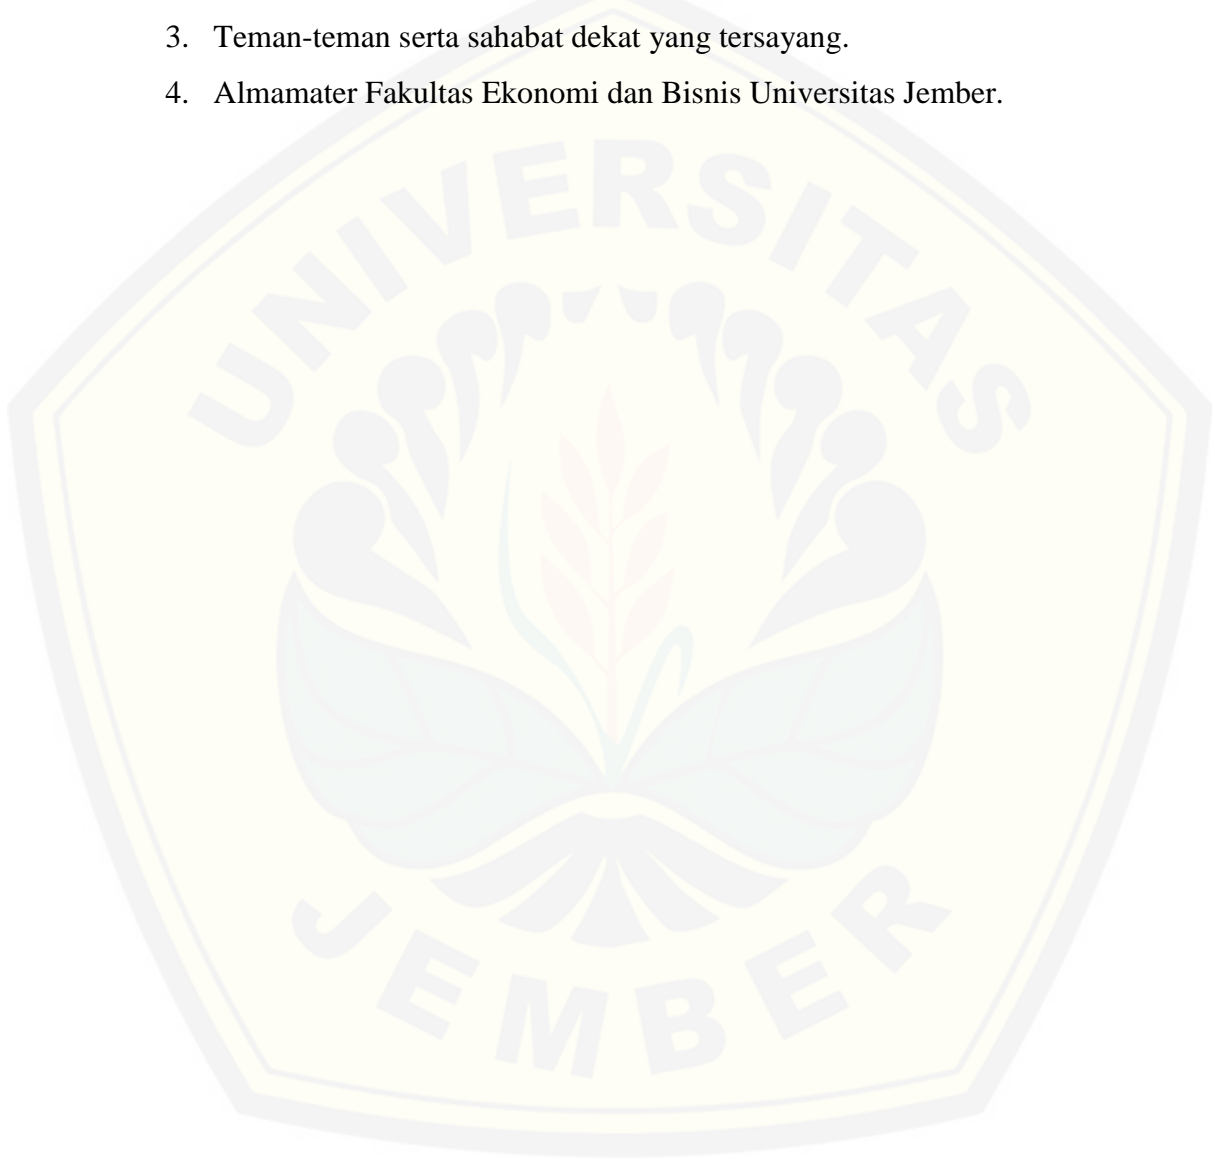 3. Teman-teman serta sahabat dekat yang tersayang.
4. Almamater Fakultas Ekonomi dan Bisnis Universitas Jember.
UNIVERSITAS
JEMBER